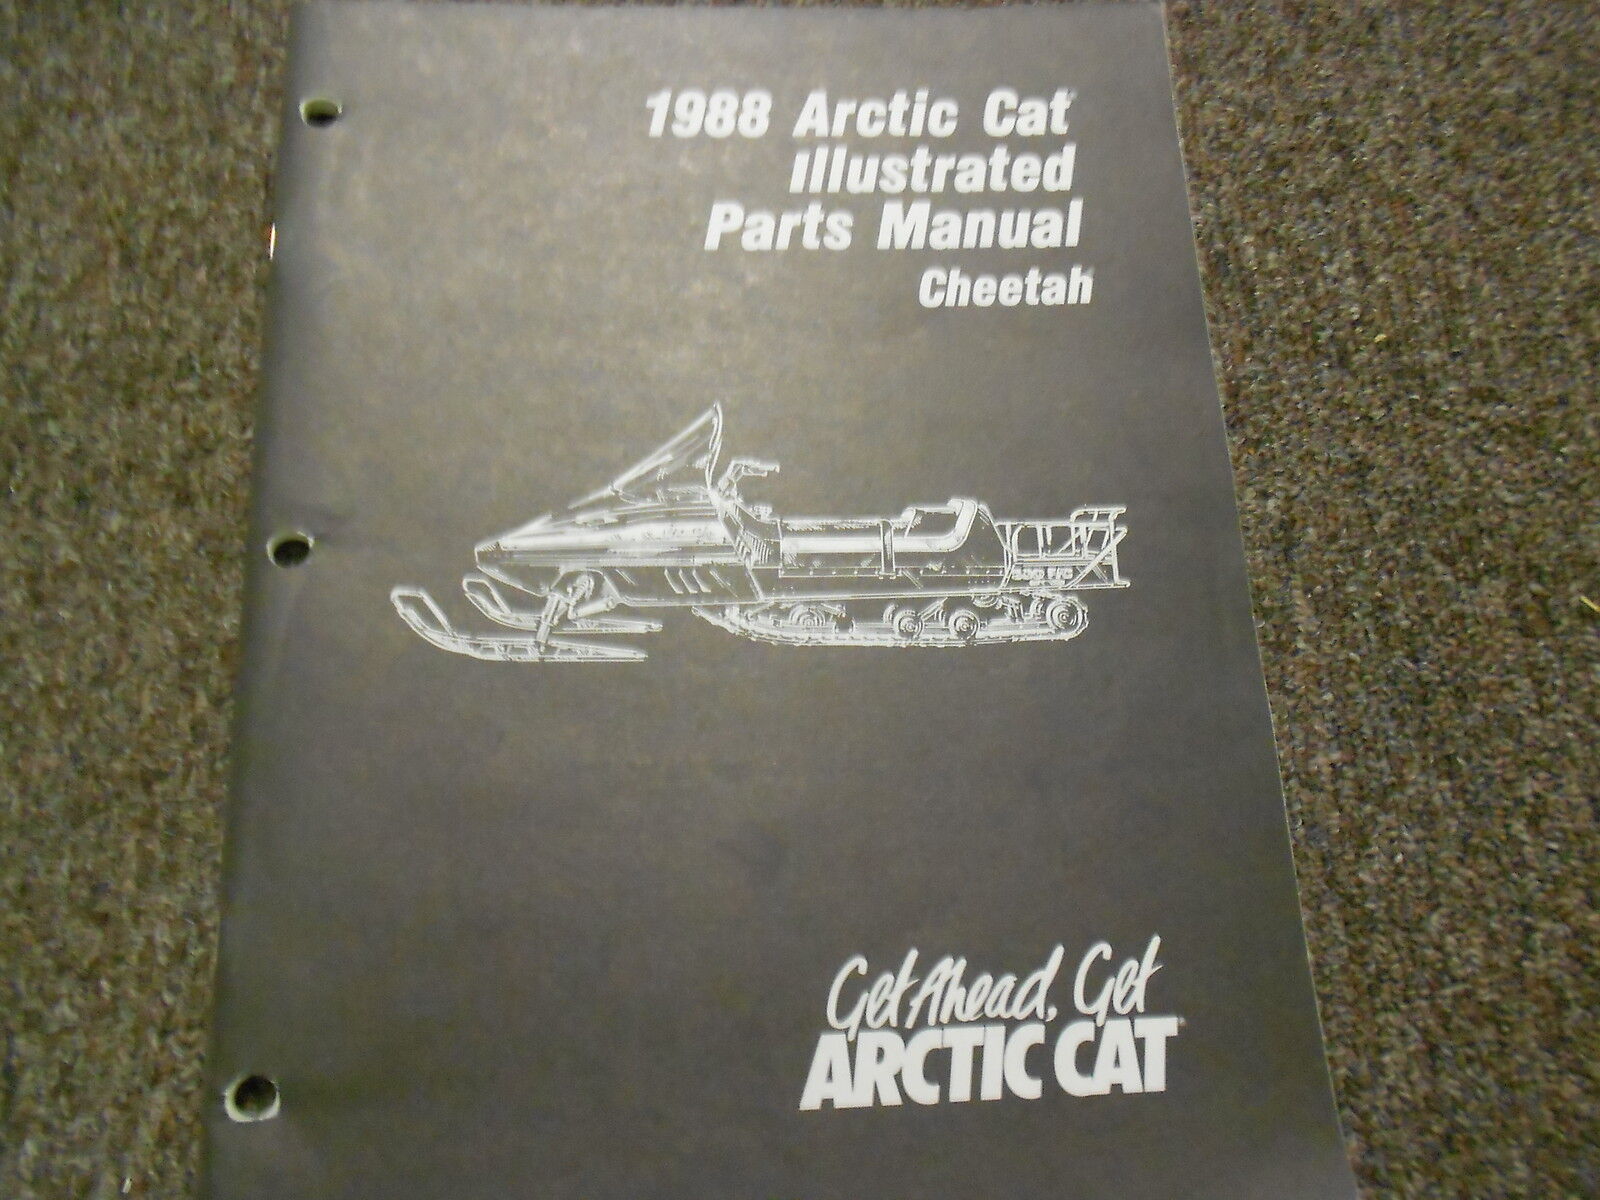 1988 Arctic Cat
Illustrated
Parts Manual
Cheetah
Get Ahead, Get
ARCTIC CAT